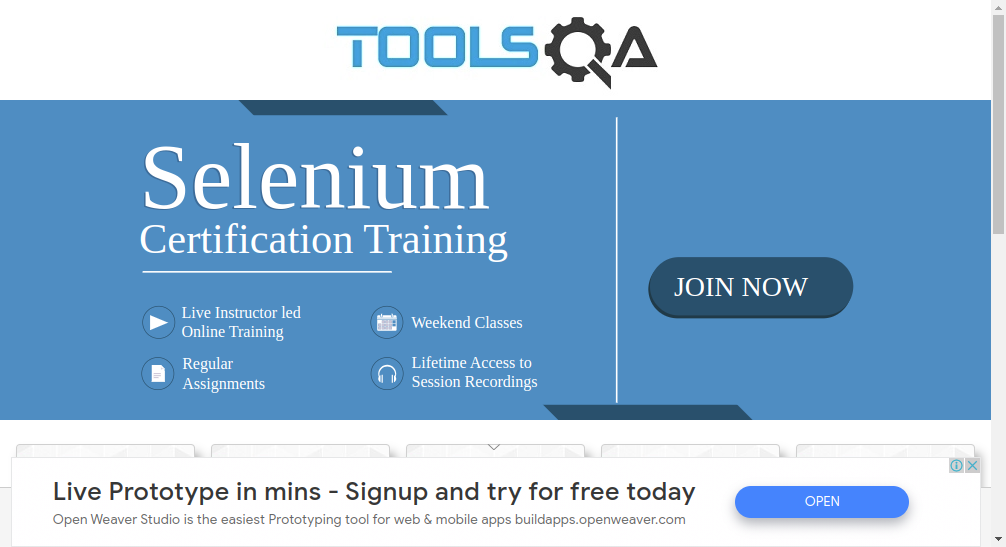 TOOLSQA
Selenium
Certification Training
JOIN NOW
Live Instructor led
Online Training
Weekend Classes
Regular
Assignments
Lifetime Access to
Session Recordings
Live Prototype in mins - Signup and try for free today
Open Weaver Studio is the easiest Prototyping tool for web & mobile apps buildapps.openweaver.com
OPEN